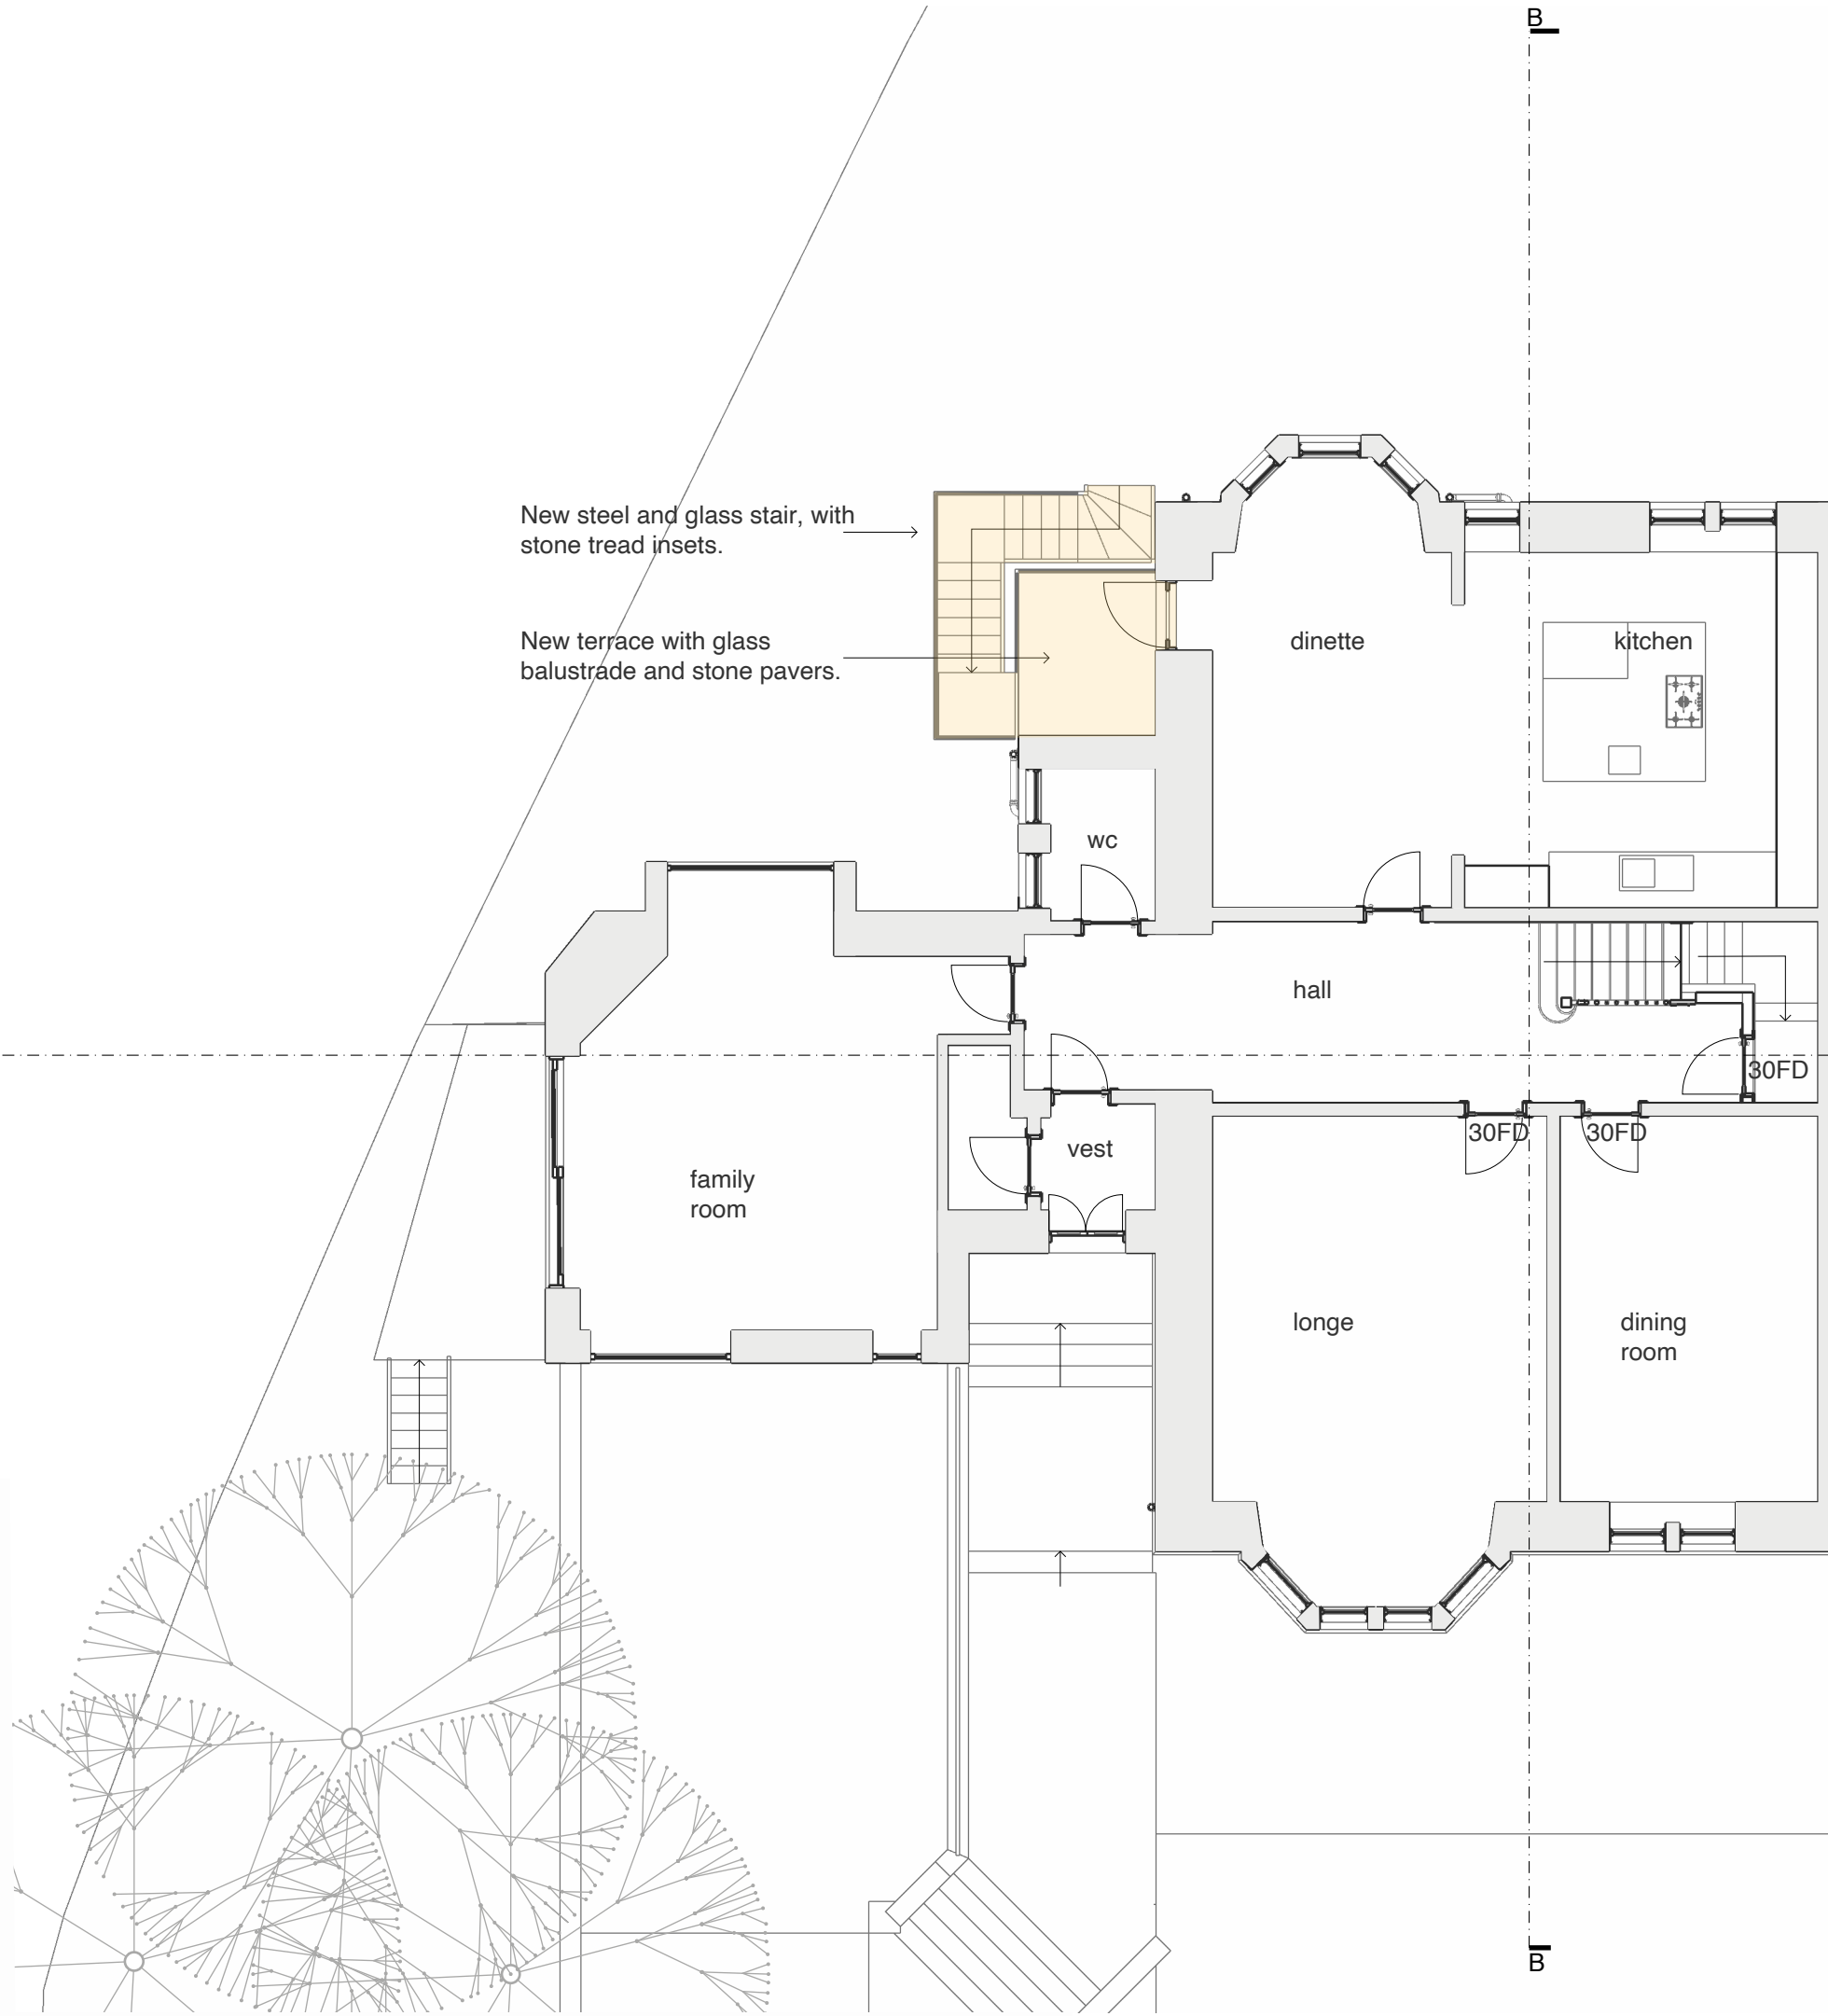 B
New steel and glass stair, with
stone tread insets.
New terrace with glass
balustrade and stone pavers.
dinette
kitchen
wc
hall
30FD
30FD
30FD
vest
family
room
longe
dining
room
B